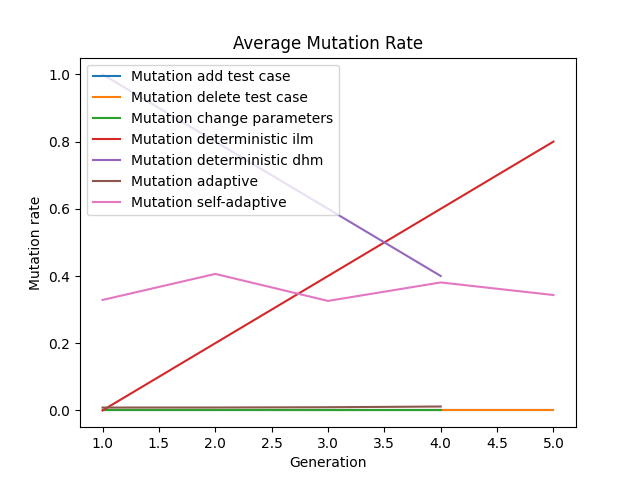 Average Mutation Rate
Mutation add test case
Mutation delete test case
Mutation change parameters
Mutation deterministic ilm
Mutation deterministic dhm
Mutation adaptive
Mutation self-adaptive
Mutation rate
1.0
0.8
0.6
0.4
0.2
0.0
1.0 1.5 2.0 2.5 3.0 3.5 4.0 4.5 5.0
Generation